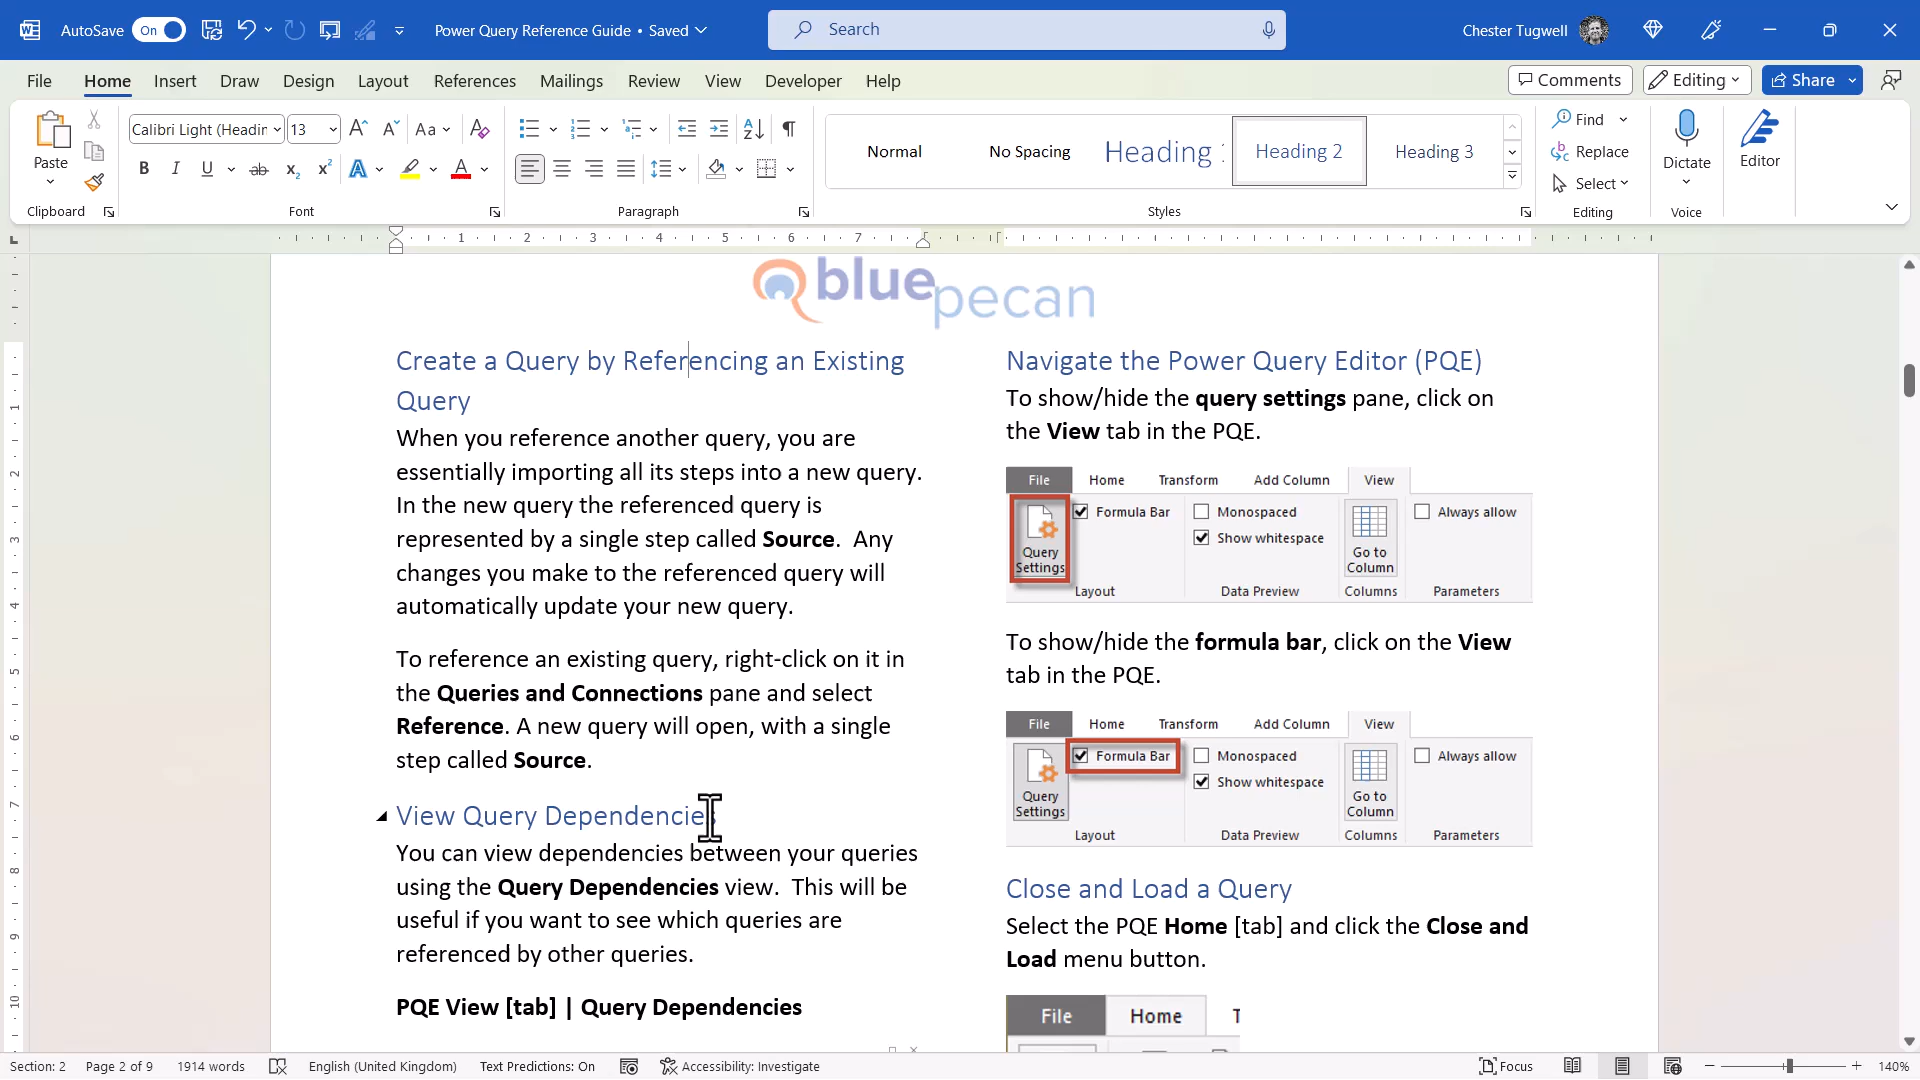 AutoSave On Power Query Reference Guide • Saved Search Chester Tugwell
File Home Insert Draw Design Layout References Mailings Review View Developer Help Comments Editing Share
Paste
Clipboard
Calibri Light (Headin 13
Font
Paragraph
Normal No Spacing Heading Heading 2 Heading 3
Styles
Find
Replace
Select
Editing
Dictate
Voice
Editor
1 2 3 4 5 6 7
bluepecan
Create a Query by Referencing an Existing
Query
When you reference another query, you are
essentially importing all its steps into a new query.
In the new query the referenced query is
represented by a single step called Source.  Any
changes you make to the referenced query will
automatically update your new query.
To reference an existing query, right-click on it in
the Queries and Connections pane and select
Reference. A new query will open, with a single
step called Source.
View Query Dependencies
You can view dependencies between your queries
using the Query Dependencies view.  This will be
useful if you want to see which queries are
referenced by other queries.
PQE View [tab] | Query Dependencies
Navigate the Power Query Editor (PQE)
To show/hide the query settings pane, click on
the View tab in the PQE.
File Home Transform Add Column View
Query Settings Formula Bar Monospaced Show whitespace Go to Column Always allow
Layout Data Preview Columns Parameters
To show/hide the formula bar, click on the View
tab in the PQE.
File Home Transform Add Column View
Query Settings Formula Bar Monospaced Show whitespace Go to Column Always allow
Layout Data Preview Columns Parameters
Close and Load a Query
Select the PQE Home [tab] and click the Close and
Load menu button.
File Home
Section: 2 Page 2 of 9 1914 words English (United Kingdom) Text Predictions: On Accessibility: Investigate Focus 140%